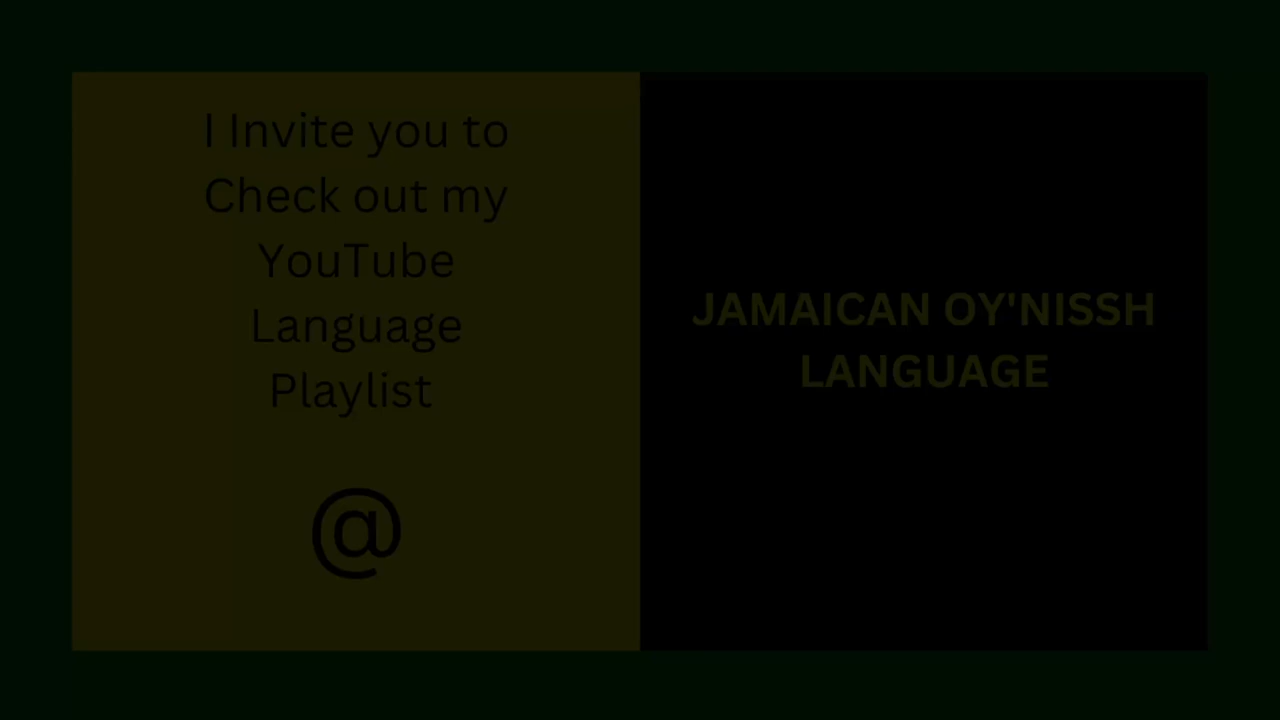 I Invite you to
Check out my
YouTube
Language
Playlist
@
JAMAICAN OY'NISSH
LANGUAGE